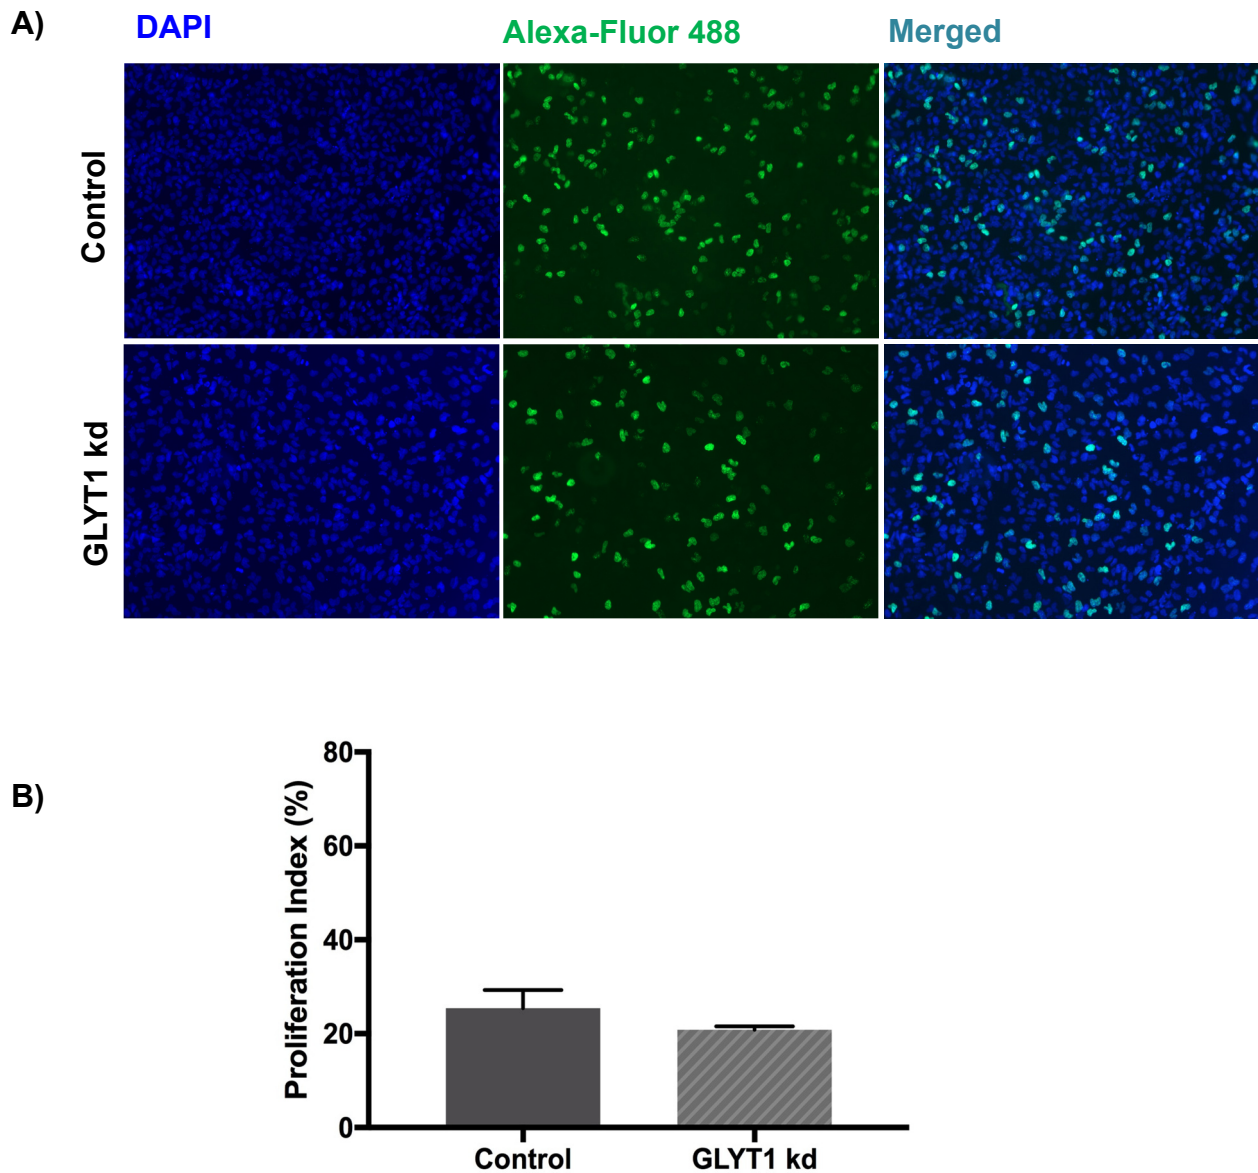 A)
DAPI
Alexa-Fluor 488
Merged
Control
GLYT1 kd
B)
Proliferation Index (%)
80
60
40
20
0
Control
GLYT1 kd